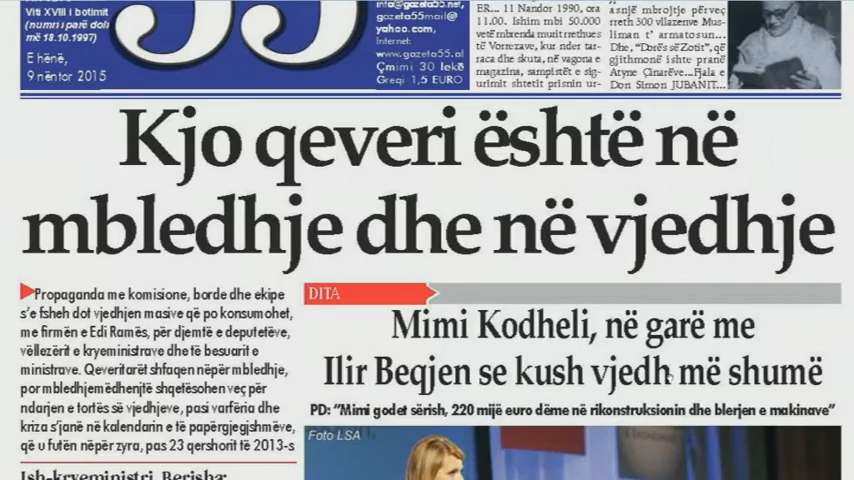 Viti XVIII i botimit
(numri i parë doli
më 18.10.1997)
E hënë,
9 nëntor 2015
55
info@gazeta55.net,
gazeta55mail@
yahoo.com,
Internet:
www.gazeta55.al
Çmimi 30 lekë
Greqi 1,5 EURO
ER... 11 Nandor 1990, ora
11.00. Ishim mbi 50.000
vetë mbrenda murit rrethues
të Vorrezave, kur nder tar-
raca dhe skuta, në vagona e
magazina, sampistët e sig-
urimit shtetit prisnin ur-
asnjë mbrojtje përveç
rreth 300 vllazenve Mus-
liman t' armatosun...
Dhe, "Dorës së Zotit", që
gjithmonë ishte pranë
Atyne Çinarëve...Fjala e
Don Simon JUBANIT...
Kjo qeveri është në
mbledhje dhe në vjedhje
Propaganda me komisione, borde dhe ekipe
s'e fsheh dot vjedhjen masive që po konsumohet,
me firmën e Edi Ramës, për djemtë e deputetëve,
vëllezërit e kryeministrave dhe të besuarit e
ministrave. Qeveritarët shfaqen nëpër mbledhje,
por mbledhjemëdhenjtë shqetësohen veç për
ndarjen e tortës së vjedhjeve, pasi varfëria dhe
kriza s'janë në kalendarin e të papërgjegjshmëve,
që u futën nëpër zyra, pas 23 qershorit të 2013-s
Ish-kryeministri Berisha:
DITA
Mimi Kodheli, në garë me
Ilir Beqjen se kush vjedh më shumë
PD: "Mimi godet sërish, 220 mijë euro dëme në rikonstruksionin dhe blerjen e makinave"
Foto LSA